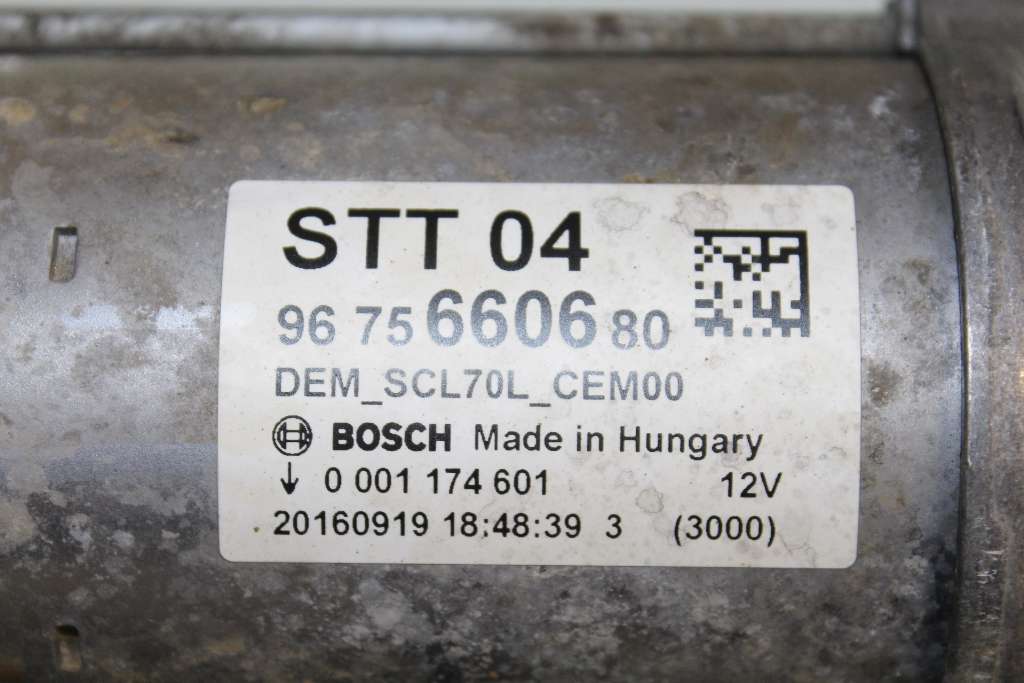 STT 04
96 75 6606 80
DEM_SCL70L_CEM00
BOSCH Made in Hungary
↓ 0 001 174 601 12V
20160919 18:48:39 3 (3000)